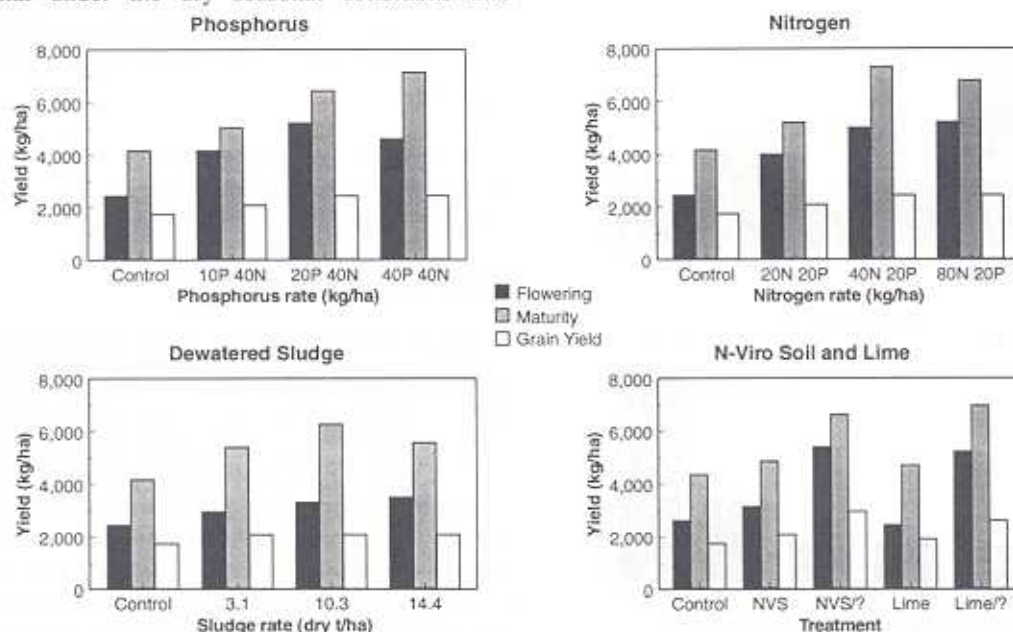 Phosphorus
8,000
6,000
4,000
2,000
0
Yield (kg/ha)
Control 10P 40N 20P 40N 40P 40N
Phosphorus rate (kg/ha)
Nitrogen
8,000
6,000
4,000
2,000
0
Yield (kg/ha)
Control 20N 20P 40N 20P 80N 20P
Nitrogen rate (kg/ha)
Flowering
Maturity
Grain Yield
Dewatered Sludge
8,000
6,000
4,000
2,000
0
Yield (kg/ha)
Control 3.1 10.3 14.4
Sludge rate (dry t/ha)
N-Viro Soil and Lime
8,000
6,000
4,000
2,000
0
Yield (kg/ha)
Control NVS NVS/? Lime Lime/?
Treatment